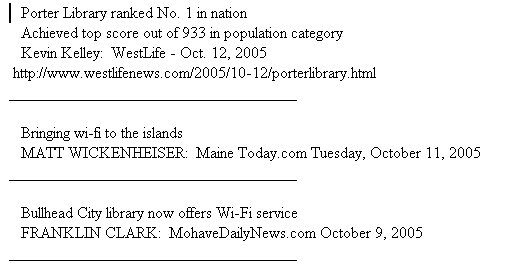 Porter Library ranked No. 1 in nation
Achieved top score out of 933 in population category
Kevin Kelley:  WestLife - Oct. 12, 2005
http://www.westlifenews.com/2005/10-12/porterlibrary.html
Bringing wi-fi to the islands
MATT WICKENHEISER:  Maine Today.com Tuesday, October 11, 2005
Bullhead City library now offers Wi-Fi service
FRANKLIN CLARK:  MohaveDailyNews.com October 9, 2005